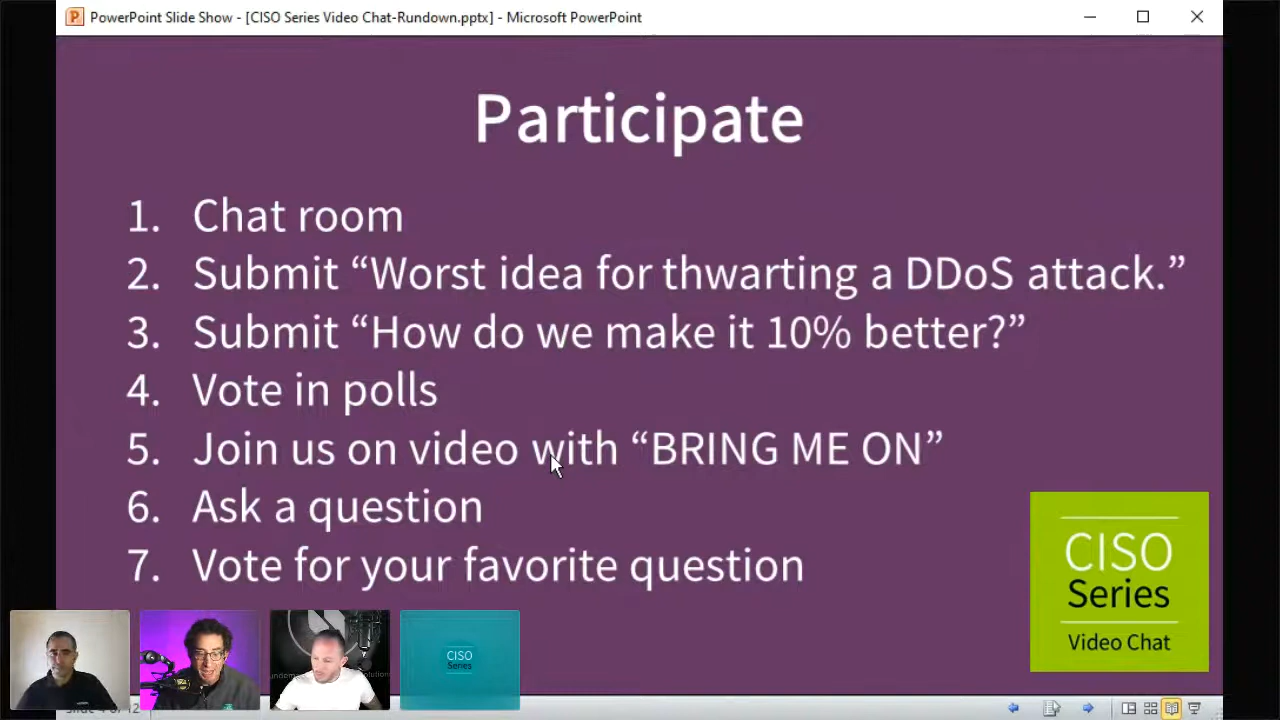 PowerPoint Slide Show - [CISO Series Video Chat-Rundown.pptx] - Microsoft PowerPoint
Participate
1. Chat room
2. Submit “Worst idea for thwarting a DDoS attack.”
3. Submit “How do we make it 10% better?”
4. Vote in polls
5. Join us on video with “BRING ME ON”
6. Ask a question
7. Vote for your favorite question
CISO
Series
Video Chat
CISO
Series